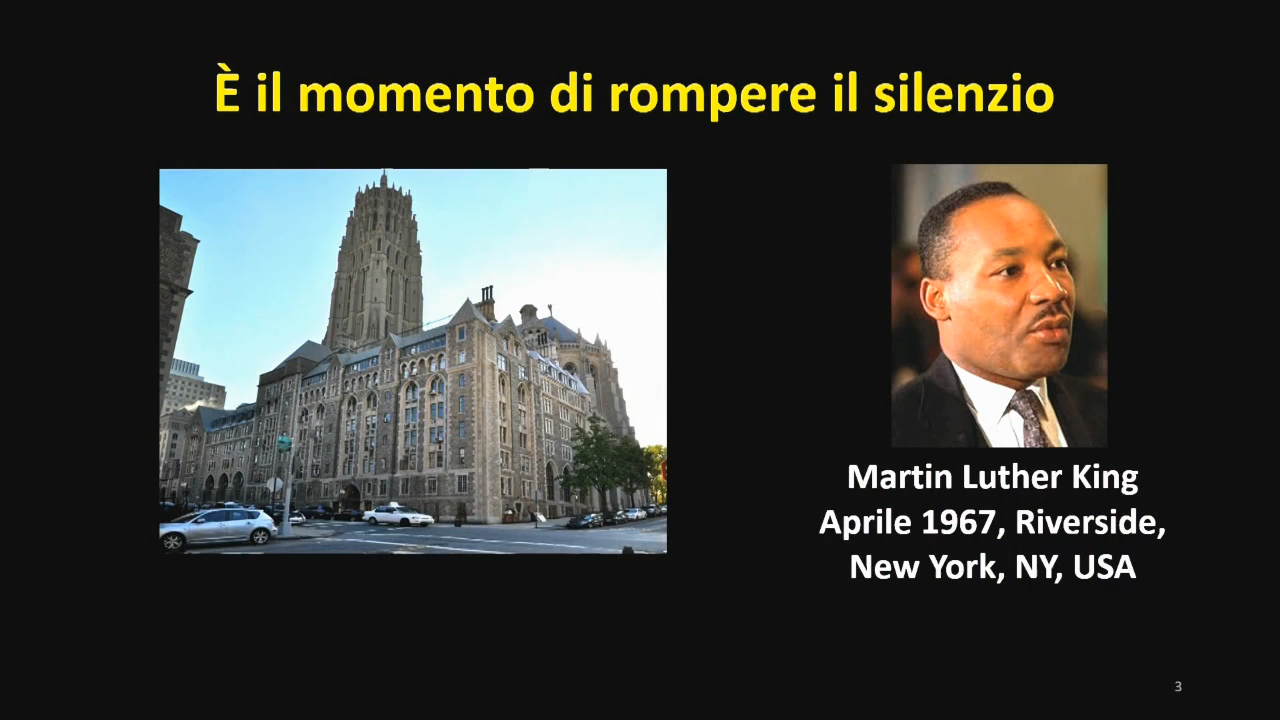 È il momento di rompere il silenzio
Martin Luther King
Aprile 1967, Riverside,
New York, NY, USA
3